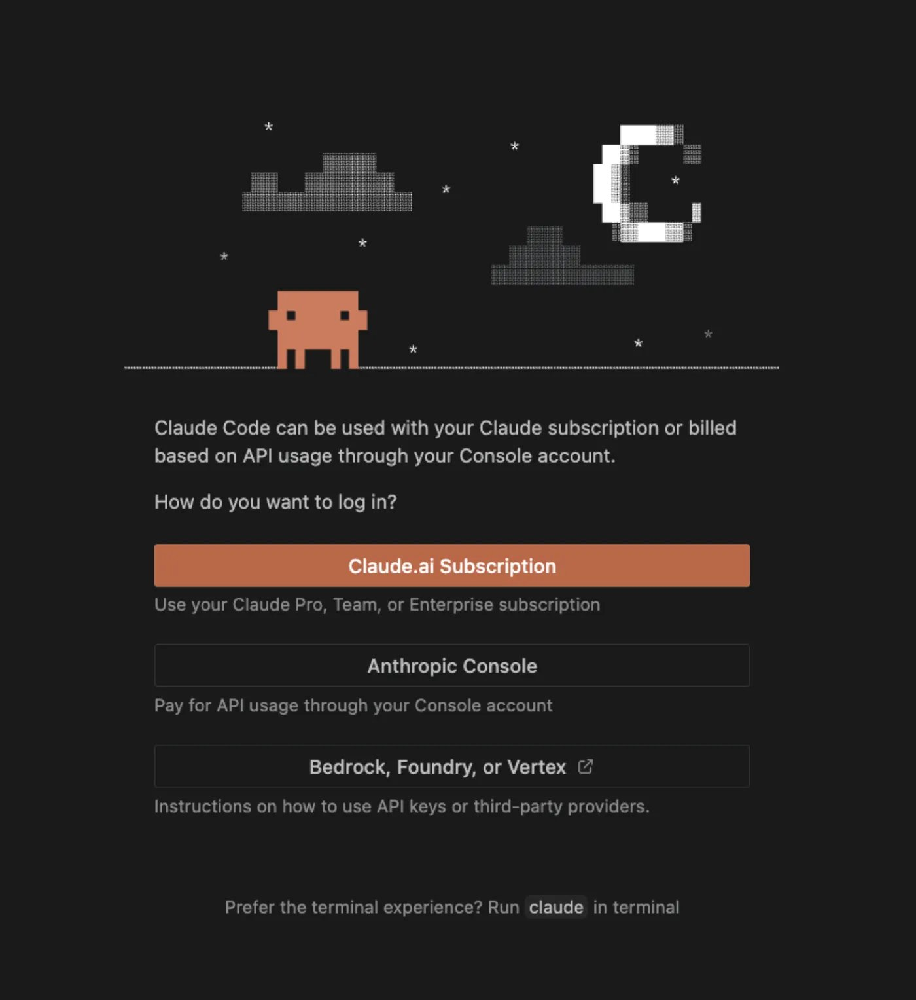 Claude Code can be used with your Claude subscription or billed
based on API usage through your Console account.
How do you want to log in?
Claude.ai Subscription
Use your Claude Pro, Team, or Enterprise subscription
Anthropic Console
Pay for API usage through your Console account
Bedrock, Foundry, or Vertex
Instructions on how to use API keys or third-party providers.
Prefer the terminal experience? Run claude in terminal